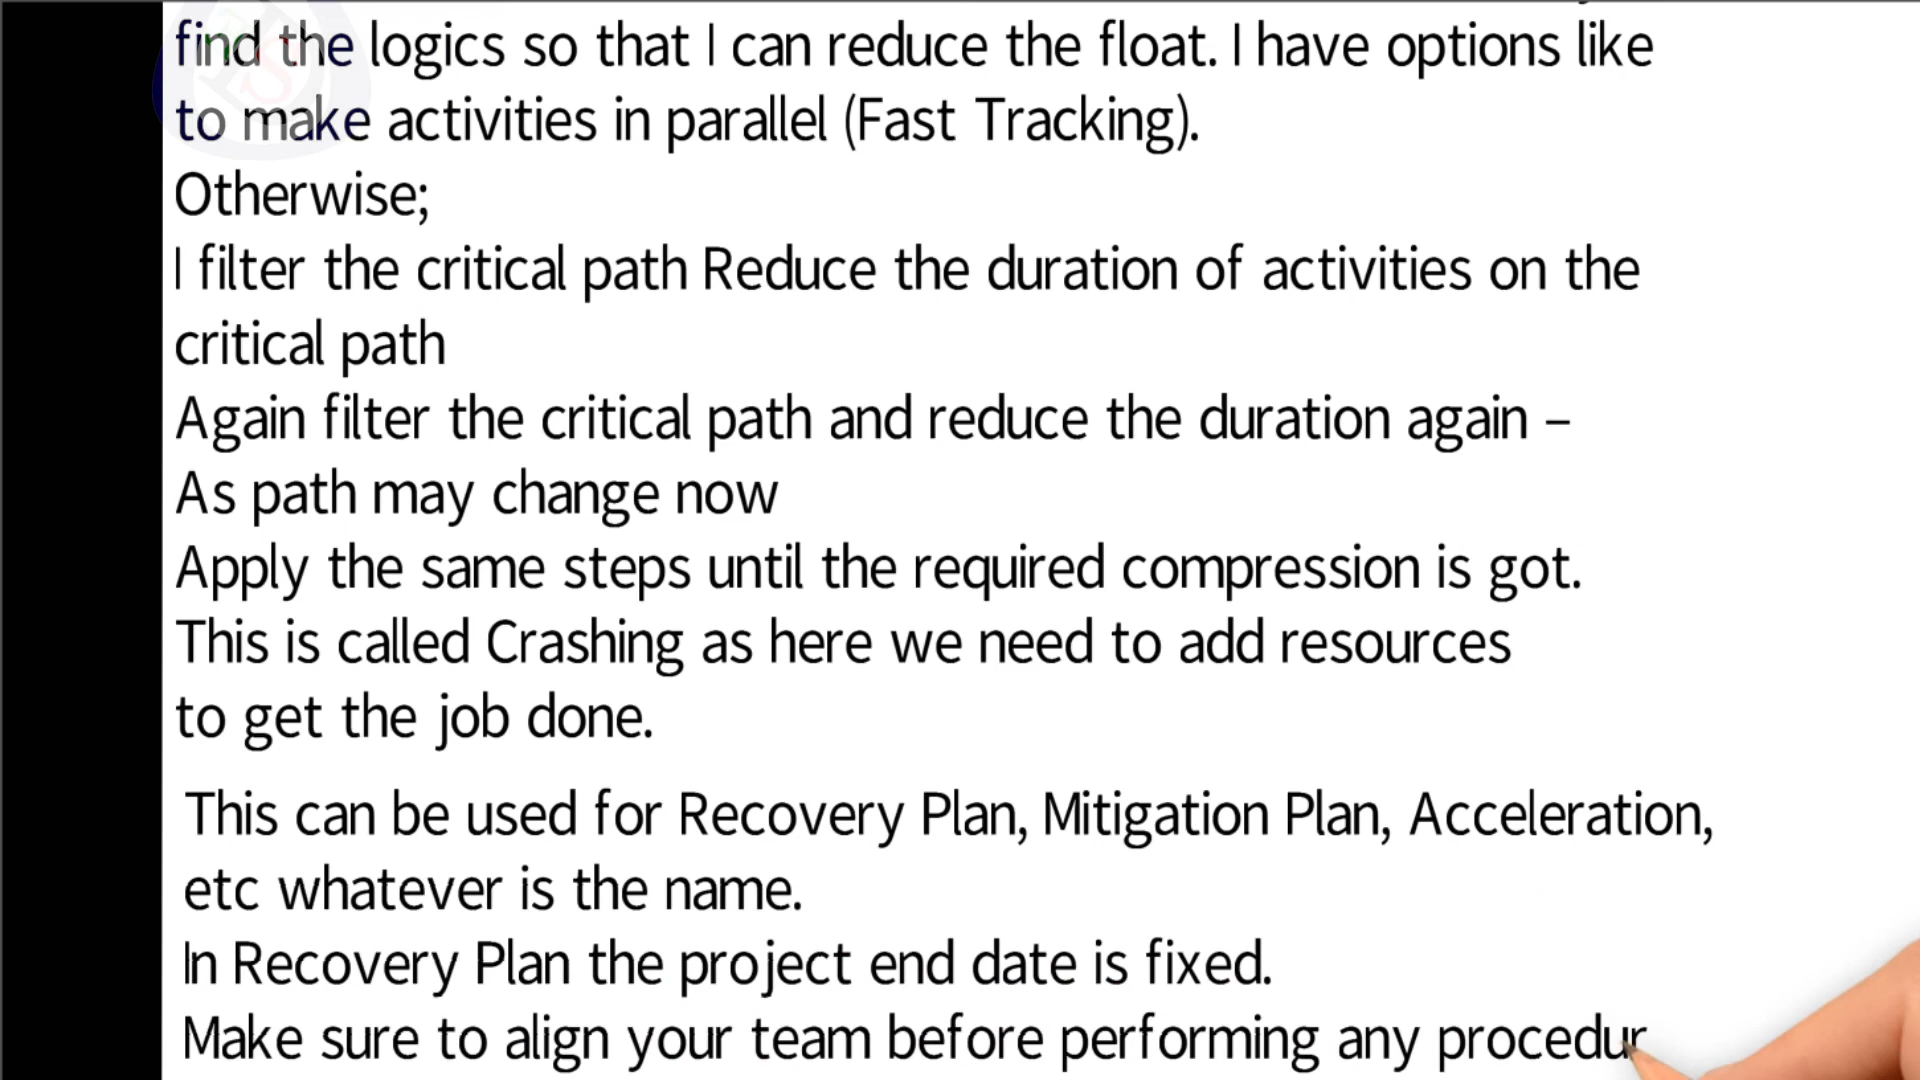 find the logics so that I can reduce the float. I have options like
to make activities in parallel (Fast Tracking).
Otherwise;
I filter the critical path Reduce the duration of activities on the
critical path
Again filter the critical path and reduce the duration again –
As path may change now
Apply the same steps until the required compression is got.
This is called Crashing as here we need to add resources
to get the job done.
This can be used for Recovery Plan, Mitigation Plan, Acceleration,
etc whatever is the name.
In Recovery Plan the project end date is fixed.
Make sure to align your team before performing any procedur